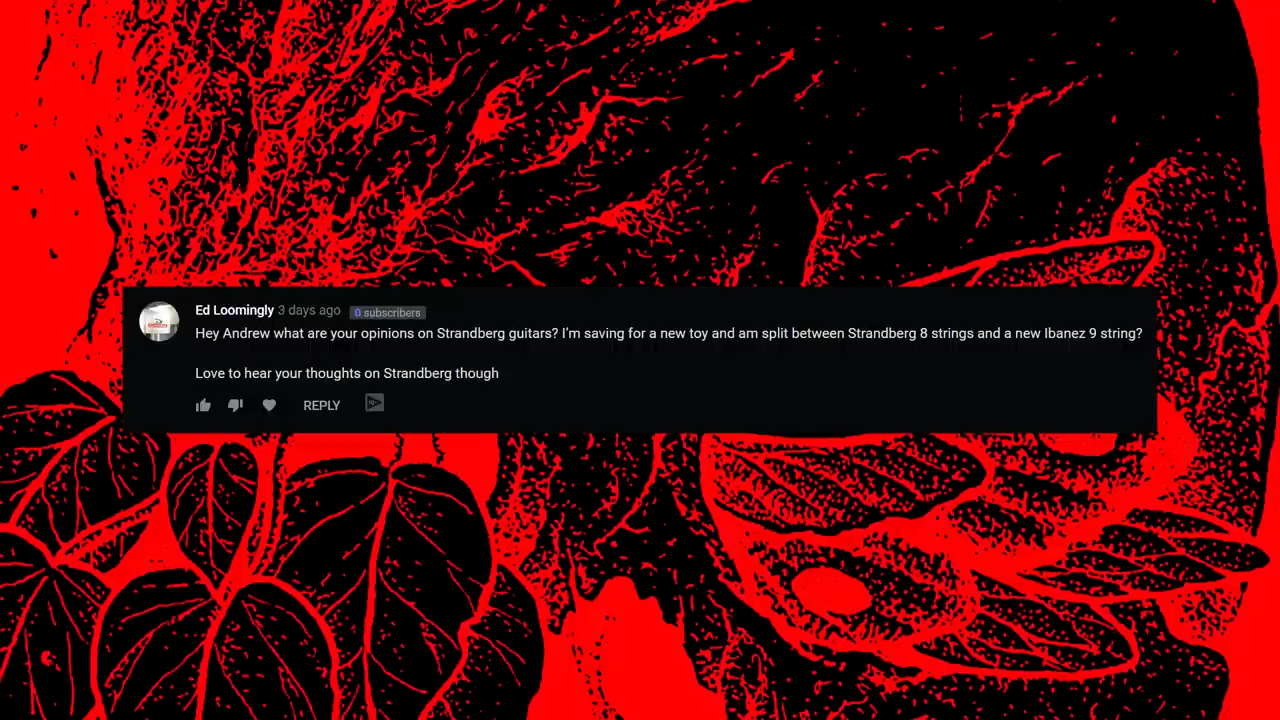 Ed Loomingly 3 days ago 0 subscribers
Hey Andrew what are your opinions on Strandberg guitars? I'm saving for a new toy and am split between Strandberg 8 strings and a new Ibanez 9 string?
Love to hear your thoughts on Strandberg though
REPLY